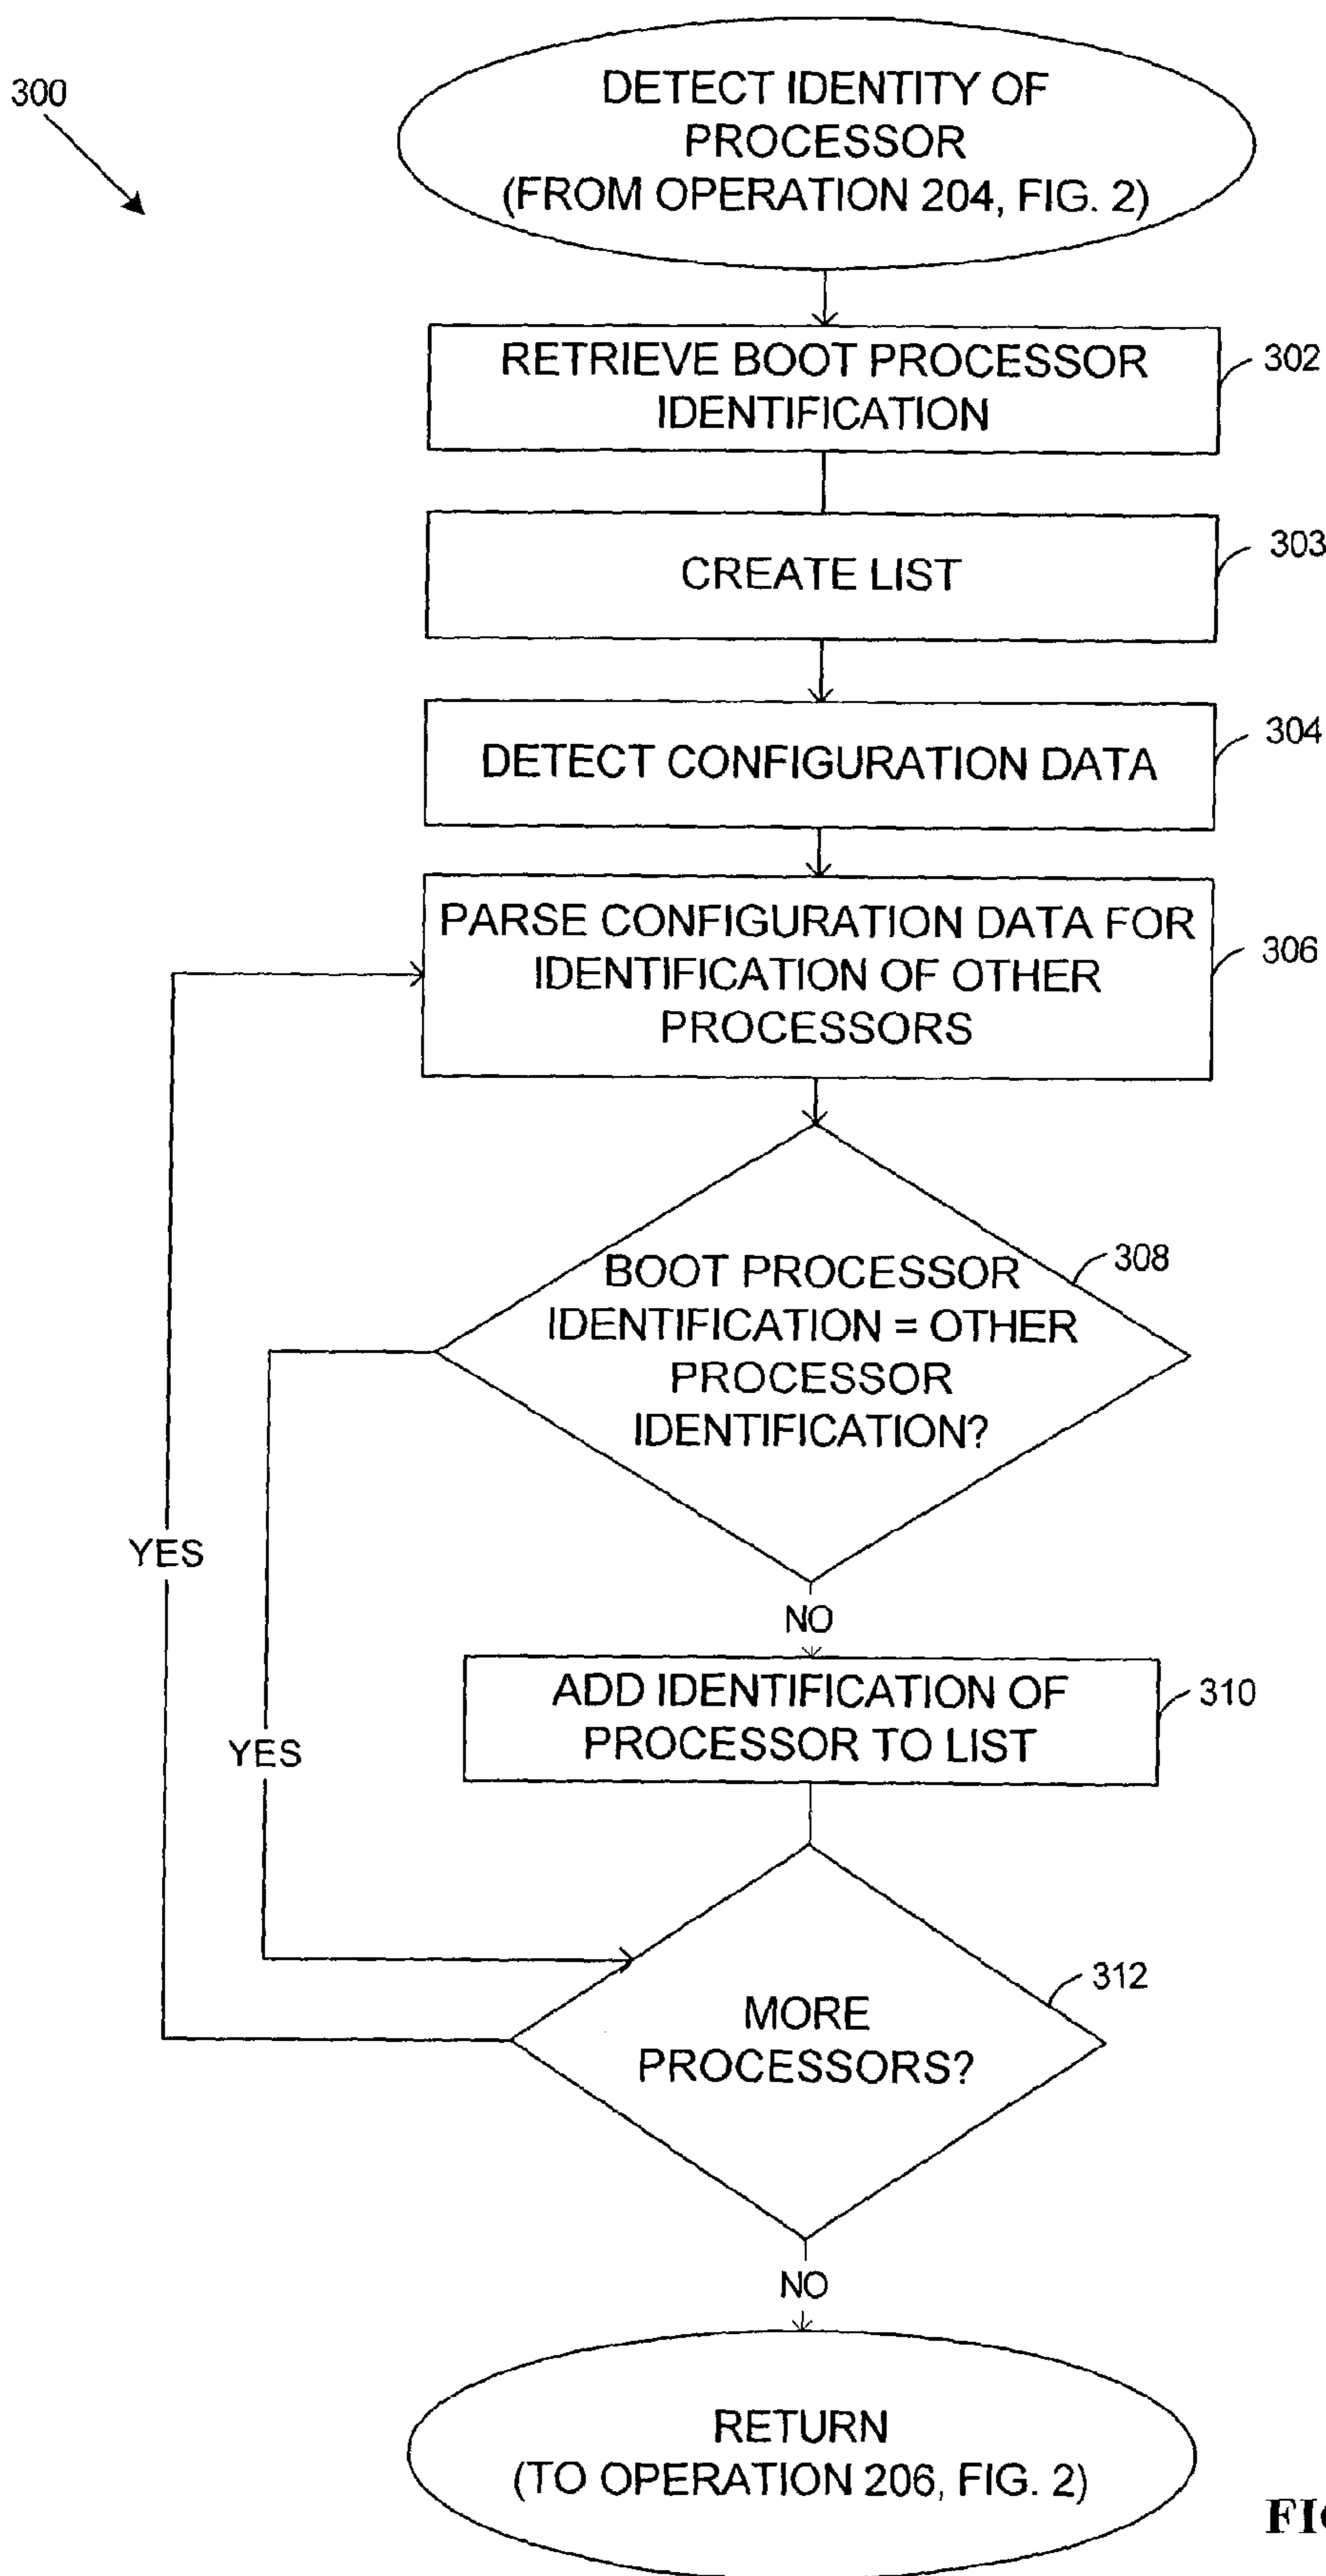 300
DETECT IDENTITY OF
PROCESSOR
(FROM OPERATION 204, FIG. 2)
RETRIEVE BOOT PROCESSOR
IDENTIFICATION
302
CREATE LIST
303
DETECT CONFIGURATION DATA
304
PARSE CONFIGURATION DATA FOR
IDENTIFICATION OF OTHER
PROCESSORS
306
BOOT PROCESSOR
IDENTIFICATION = OTHER
PROCESSOR
IDENTIFICATION?
308
YES
NO
ADD IDENTIFICATION OF
PROCESSOR TO LIST
310
YES
MORE
PROCESSORS?
312
NO
RETURN
(TO OPERATION 206, FIG. 2)